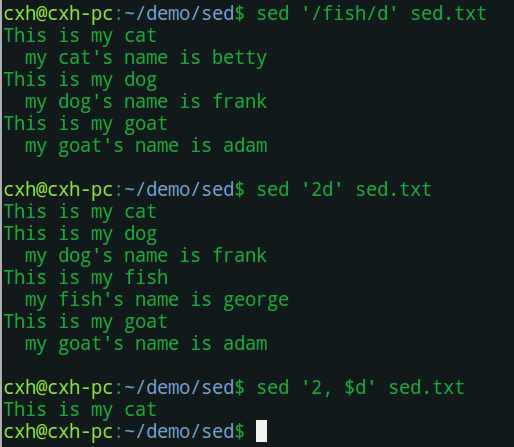 cxh@cxh-pc:~/demo/sed$ sed '/fish/d' sed.txt
This is my cat
  my cat's name is betty
This is my dog
  my dog's name is frank
This is my goat
  my goat's name is adam

cxh@cxh-pc:~/demo/sed$ sed '2d' sed.txt
This is my cat
This is my dog
  my dog's name is frank
This is my fish
  my fish's name is george
This is my goat
  my goat's name is adam

cxh@cxh-pc:~/demo/sed$ sed '2, $d' sed.txt
This is my cat
cxh@cxh-pc:~/demo/sed$